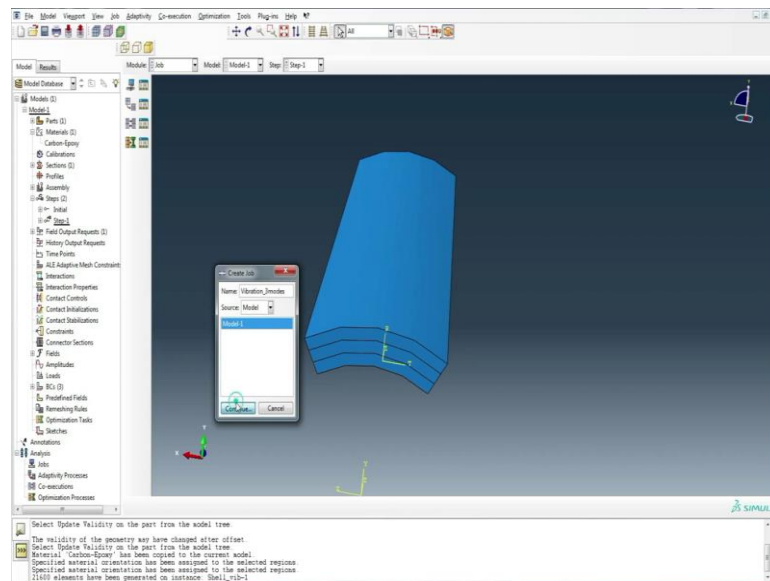 File Model Viewport View Job Adaptivity Co-execution Optimization Tools Plug-ins Help
All
Model Results
Module: Job Model: Model-1 Step: Step-1
Model Database
Models (1)
Model-1
Parts (1)
Materials (1)
Carbon-Epoxy
Calibrations
Sections (1)
Profiles
Assembly
Steps (2)
Initial
Step-1
Field Output Requests (1)
History Output Requests
Time Points
ALE Adaptive Mesh Constraints
Interactions
Interaction Properties
Contact Controls
Contact Initializations
Contact Stabilizations
Constraints
Connector Sections
Fields
Amplitudes
Loads
BCs (3)
Predefined Fields
Remeshing Rules
Optimization Tasks
Sketches
Annotations
Analysis
Jobs
Adaptivity Processes
Co-executions
Optimization Processes
Create Job
Name: Vibration_3modes
Source: Model
Model-1
Continue... Cancel
Y
X
SIMUL
Select Update Validity on the part from the model tree
The validity of the geometry may have changed after offset.
Select Update Validity on the part from the model tree
Material 'Carbon-Epoxy' has been copied to the current model
Specified material orientation has been assigned to the selected regions.
Specified material orientation has been assigned to the selected regions.
21600 elements have been generated on instance: Shell_vib-1